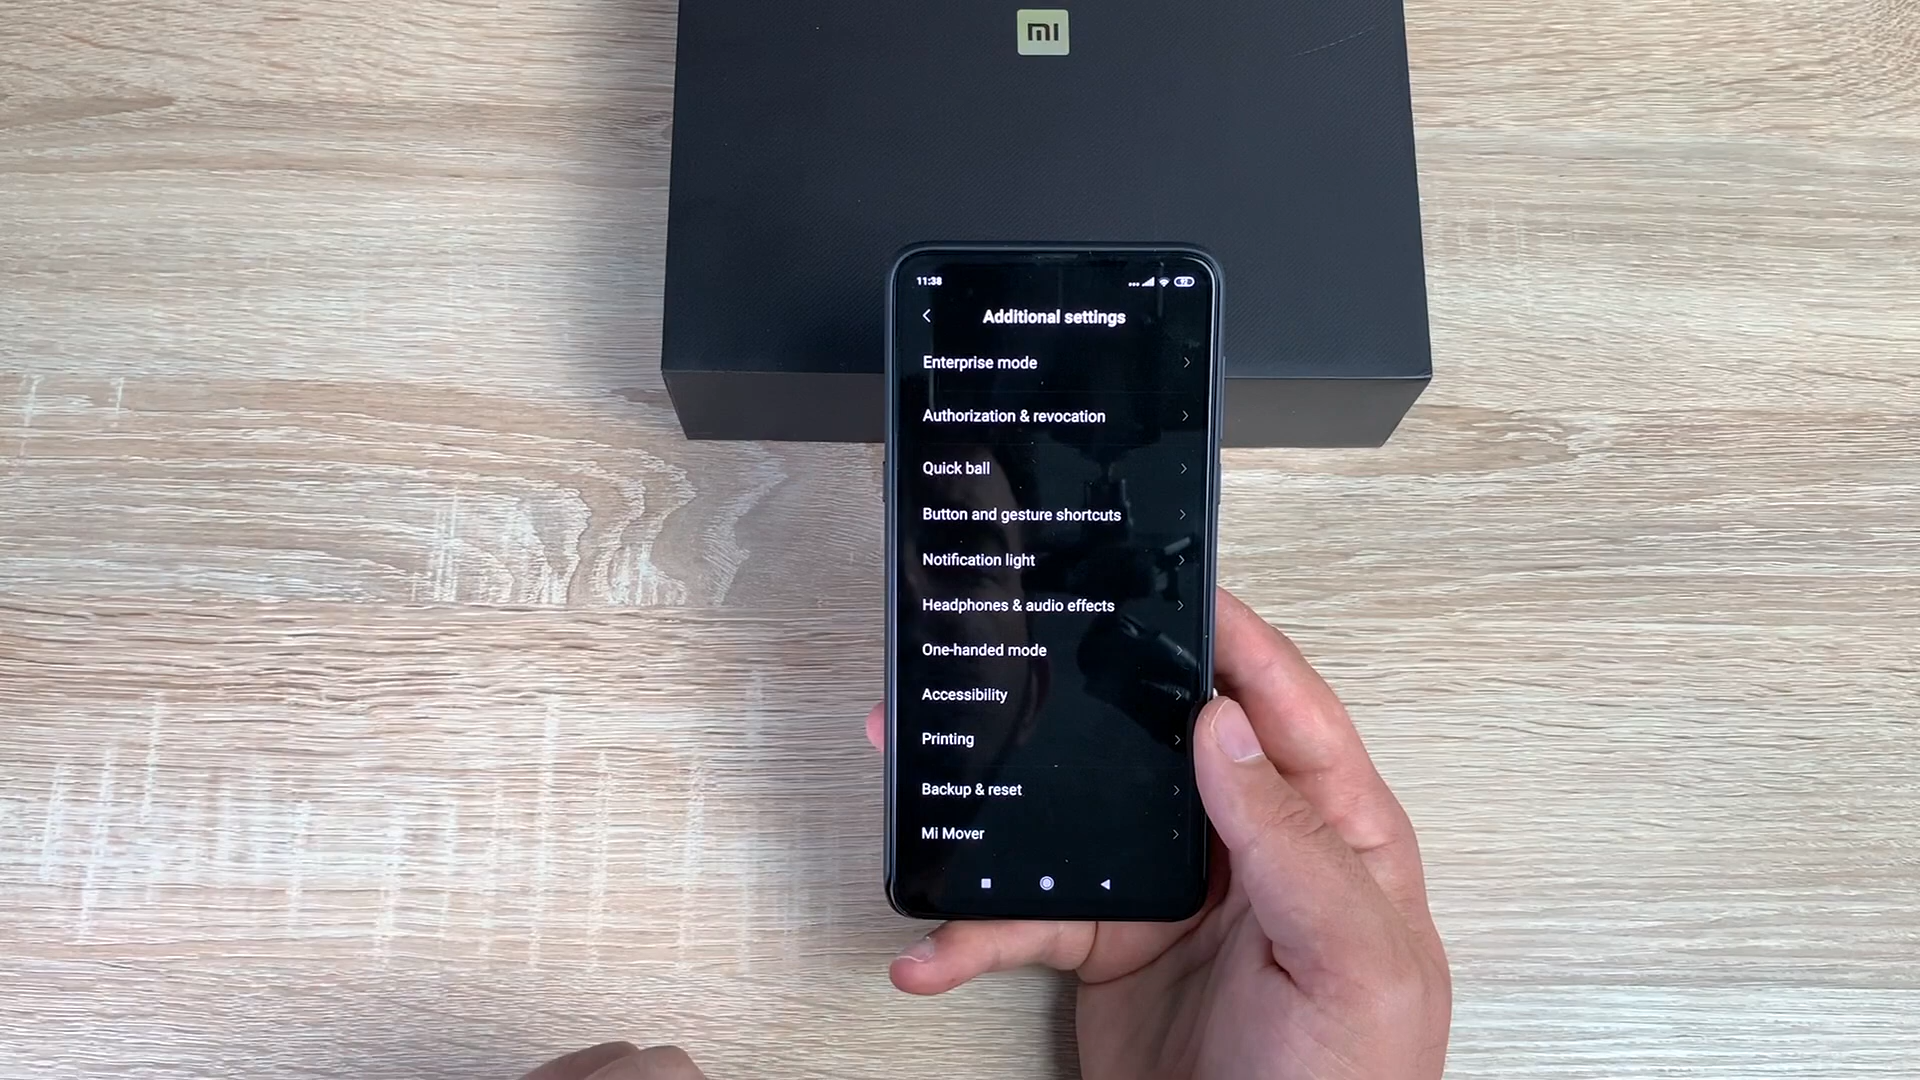 mi
11:38
Additional settings
Enterprise mode
Authorization & revocation
Quick ball
Button and gesture shortcuts
Notification light
Headphones & audio effects
One-handed mode
Accessibility
Printing
Backup & reset
Mi Mover